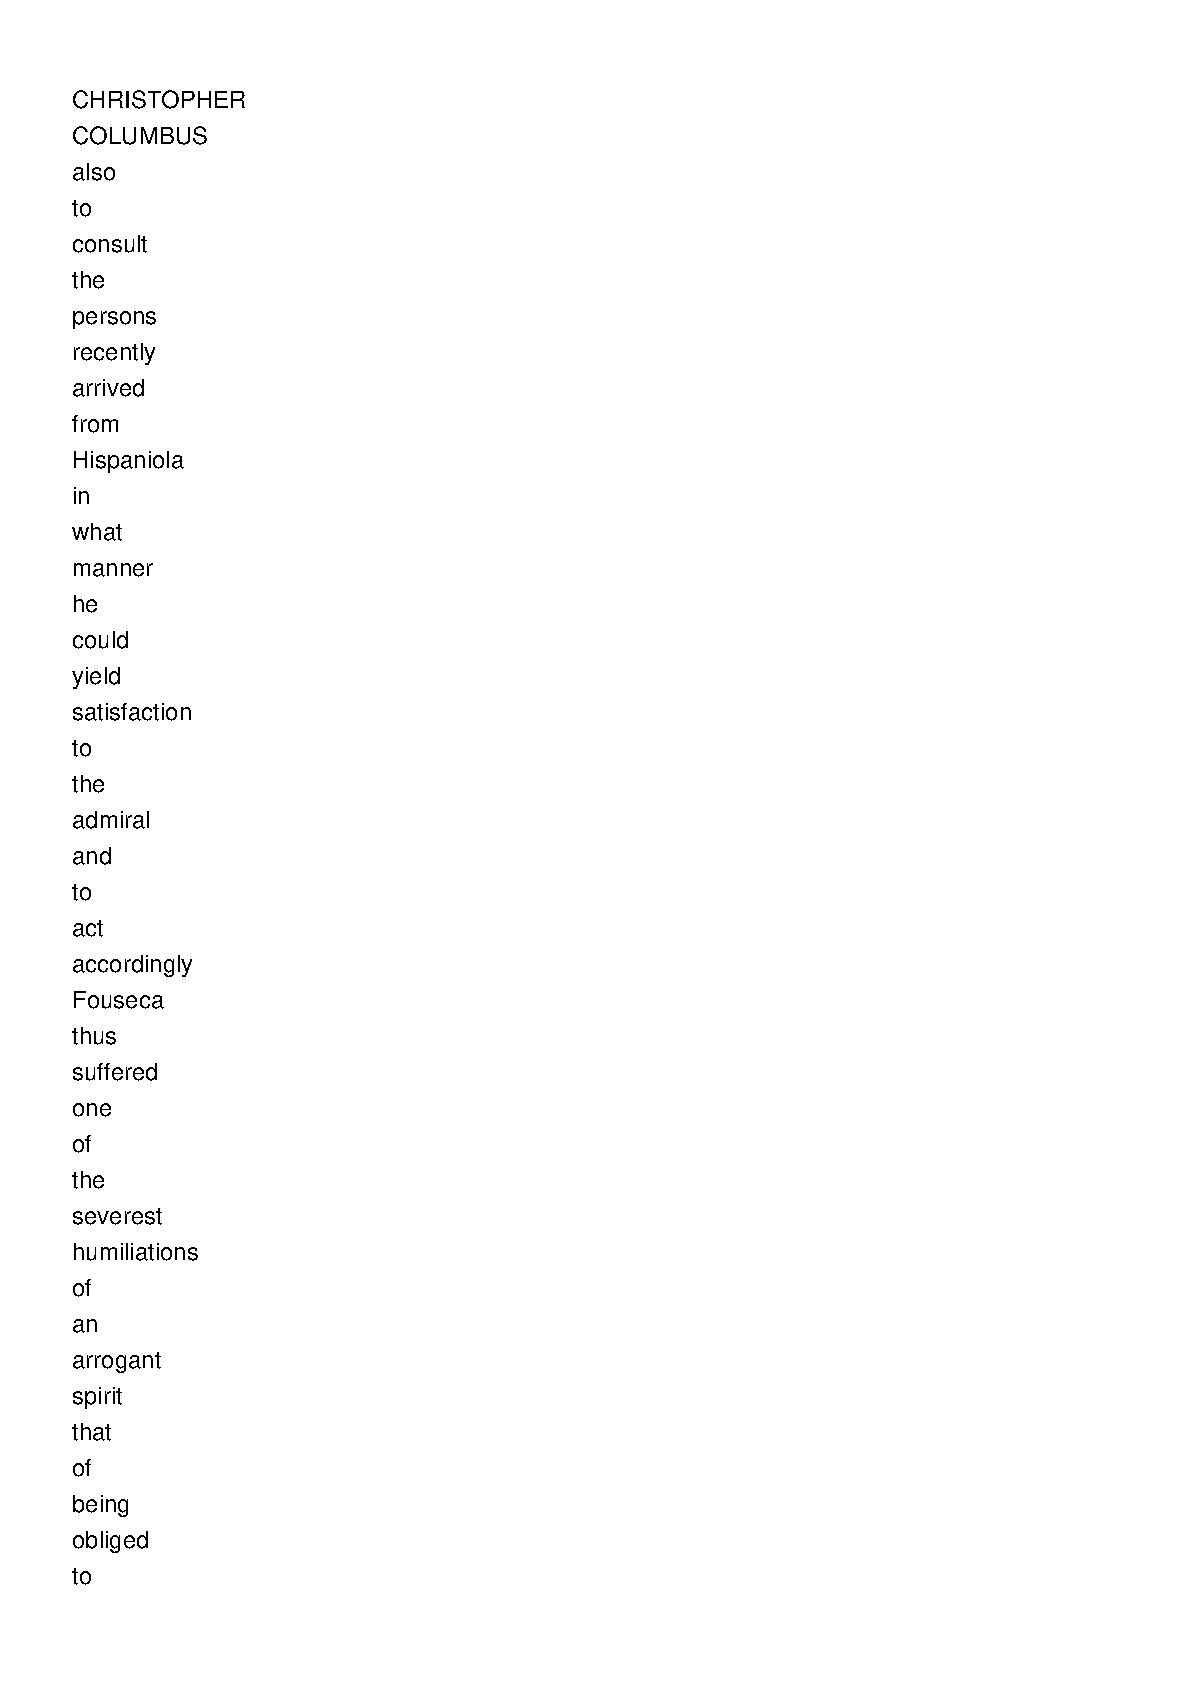 CHRISTOPHER
COLUMBUS
also
to
consult
the
persons
recently
arrived
from
Hispaniola
in
what
manner
he
could
yield
satisfaction
to
the
admiral
and
to
act
accordingly
Fouseca
thus
suffered
one
of
the
severest
humiliations
of
an
arrogant
spirit
that
of
being
obliged
to